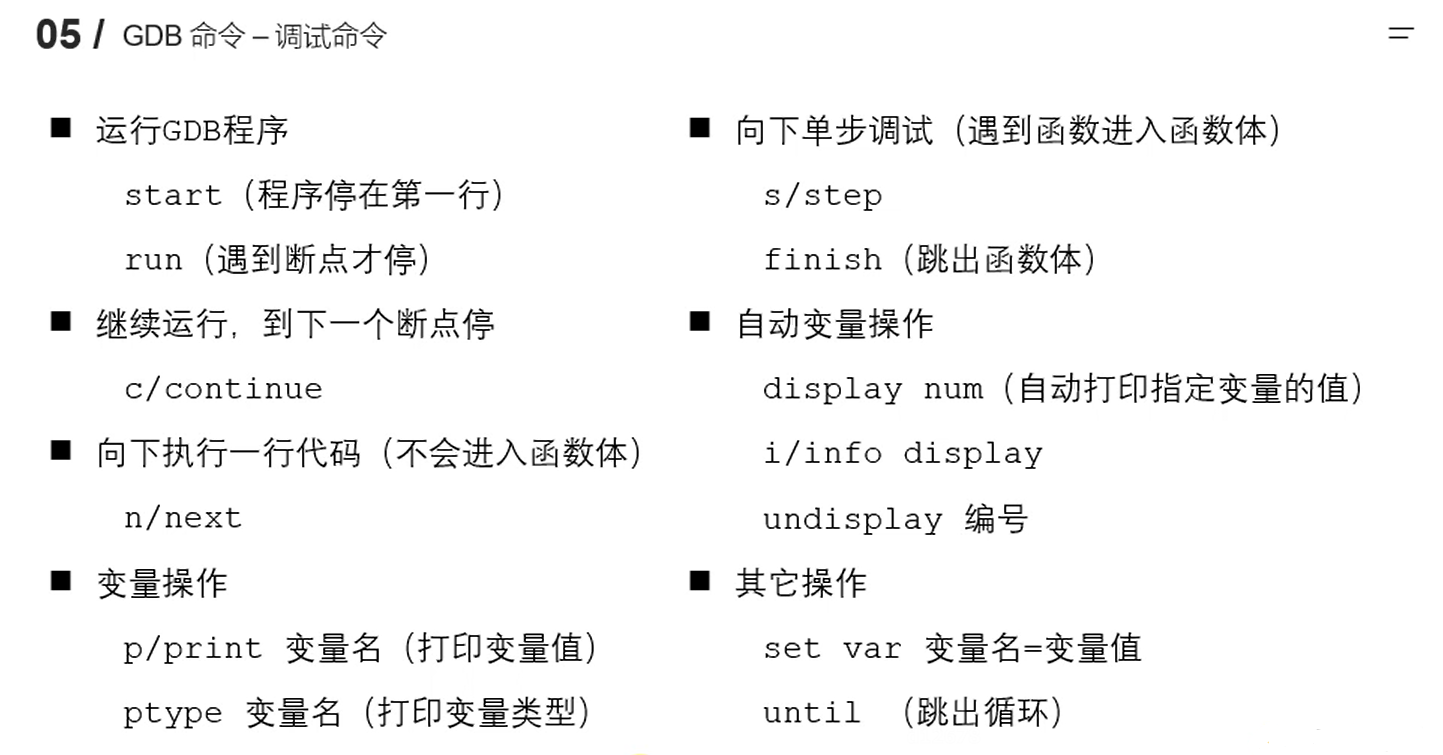 05 / GDB 命令 – 调试命令
■ 运行GDB程序
start（程序停在第一行）
run（遇到断点才停）
■ 继续运行，到下一个断点停
c/continue
■ 向下执行一行代码（不会进入函数体）
n/next
■ 变量操作
p/print 变量名（打印变量值）
ptype 变量名（打印变量类型）
■ 向下单步调试（遇到函数进入函数体）
s/step
finish（跳出函数体）
■ 自动变量操作
display num（自动打印指定变量的值）
i/info display
undisplay 编号
■ 其它操作
set var 变量名=变量值
until （跳出循环）